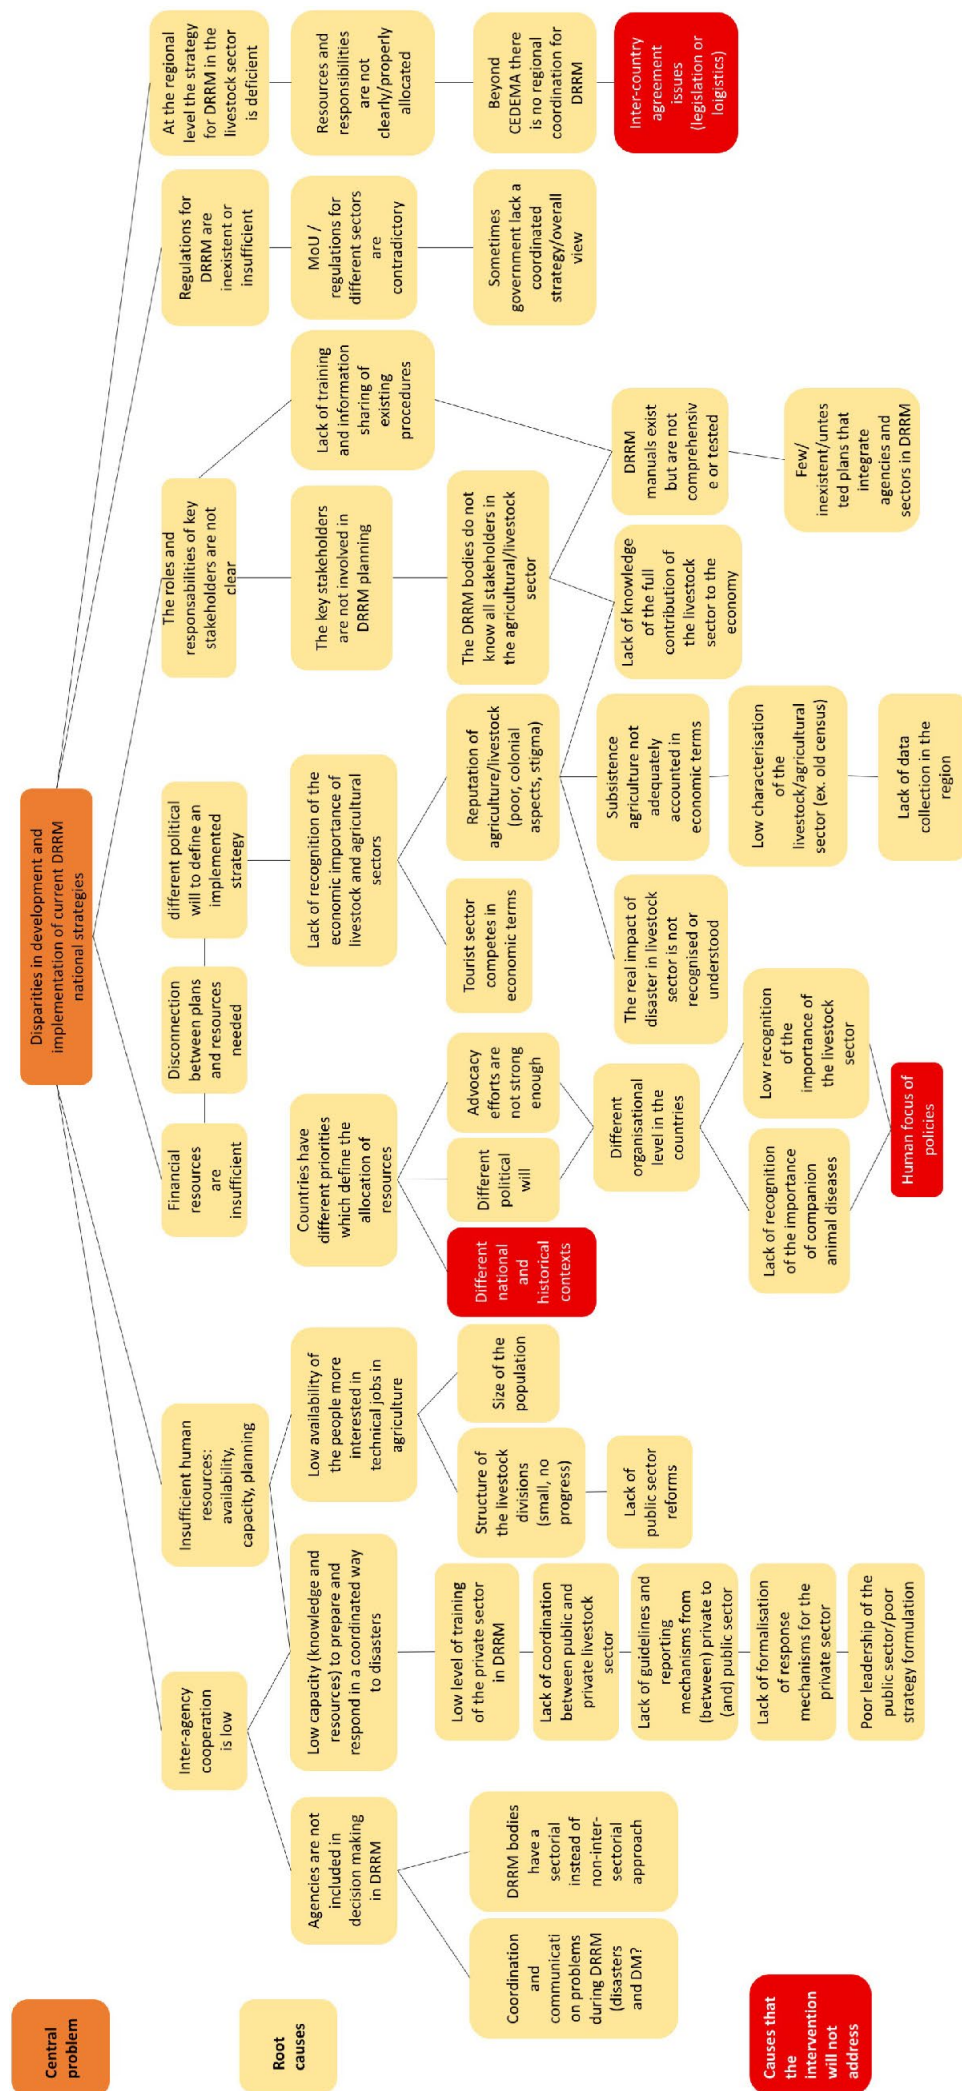 Central
problem
Root
causes
Causes that
the
intervention
will not
address
Disparities in development and
implementation of current DRRM
national strategies
Inter-agency
cooperation
is low
Insufficient human
resources:
availability,
capacity, planning
Financial
resources
are
insufficient
Disconnection
between plans
and resources
needed
different political
will to define an
implemented
strategy
The roles and
responsabilities of key
stakeholders are not
clear
Regulations for
DRRM are
inexistent or
insufficient
At the regional
level the strategy
for DRRM in the
livestock sector
is deficient
Agencies are not
included in
decision making
in DRRM
Low capacity (knowledge and
resources) to prepare and
respond in a coordinated way
to disasters
Low availability of
the people more
interested in
technical jobs in
agriculture
Countries have
different priorities
which define the
allocation of
resources
Lack of recognition of the
economic importance of
livestock and agricultural
sectors
The key stakeholders
are not involved in
DRRM planning
Lack of training
and information
sharing of
existing
procedures
MoU /
regulations for
different sectors
are
contradictory
Resources and
responsibilities
are not
clearly/properly
allocated
Coordination
and
communicati
on problems
during DRRM
(disasters
and DM?
DRRM bodies
have a
sectorial
instead of
non-inter-
sectorial
approach
Low level of training
of the private sector
in DRRM
Structure of
the livestock
divisions
(small, no
progress)
Size of the
population
Different
national
and
historical
contexts
Different
political
will
Advocacy
efforts are
not strong
enough
Tourist sector
competes in
economic terms
Reputation of
agriculture/livestock
(poor, colonial
aspects, stigma)
The DRRM bodies do not
know all stakeholders in
the agricultural/livestock
sector
Sometimes
government lack a
coordinated
strategy/overall
view
Beyond
CEDEMA there
is no regional
coordination for
DRRM
Lack of coordination
between public and
private livestock
sector
Lack of
public sector
reforms
Different
organisational
level in the
countries
The real impact of
disaster in livestock
sector is not
recognised or
understood
Subsistence
agriculture not
adequately
accounted in
economic terms
Lack of knowledge
of the full
contribution of
the livestock
sector to the
economy
DRRM
manuals exist
but are not
comprehensiv
e or tested
Inter-country
agreement
issues
(legislation or
loigistics)
Lack of guidelines and
reporting
mechanisms from
(between) private to
(and) public sector
Lack of formalisation
of response
mechanisms for the
private sector
Poor leadership of the
public sector/poor
strategy formulation
Lack of recognition
of the importance
of companion
animal diseases
Low recognition
of the
importance of
the livestock
sector
Low characterisation
of the
livestock/agricultural
sector (ex. old census)
Few/
inexistent/untes
ted plans that
integrate
agencies and
sectors in DRRM
Human focus of
policies
Lack of data
collection in the
region